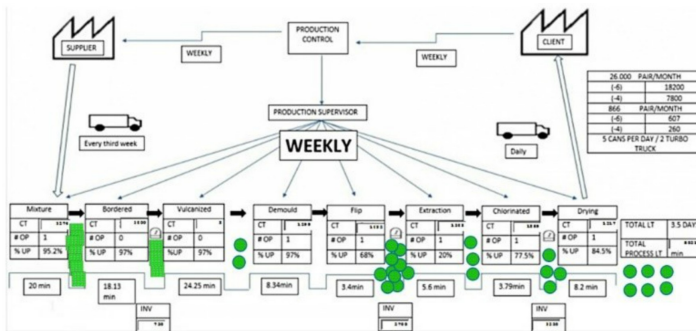 SUPPLIER
WEEKLY
PRODUCTION CONTROL
WEEKLY
CLIENT
26.000 PAIR/MONTH
(-6) 18200
(-4) 7800
866 PAIR/MONTH
(-6) 607
(-4) 260
5 CANS PER DAY / 2 TURBO
TRUCK
PRODUCTION SUPERVISOR
Every third week
WEEKLY
Daily
Mixture
CT
# OP 1
% UP 95.2%
Bordered
CT
# OP 0
% UP 97%
Vulcanized
CT
# OP 0
% UP 97%
Demould
CT
# OP 1
% UP 97%
Flip
CT
# OP 1
% UP 68%
Extraction
CT
# OP 1
% UP 20%
Chlorinated
CT
# OP 1
% UP 77.5%
Drying
CT
# OP 1
% UP 84.5%
TOTAL LT 3.5 DAYS
TOTAL
PROCESS LT min
20 min
18.13
min
24.25 min
8.34min
3.4min
5.6 min
3.79min
8.2 min
INV
INV
INV